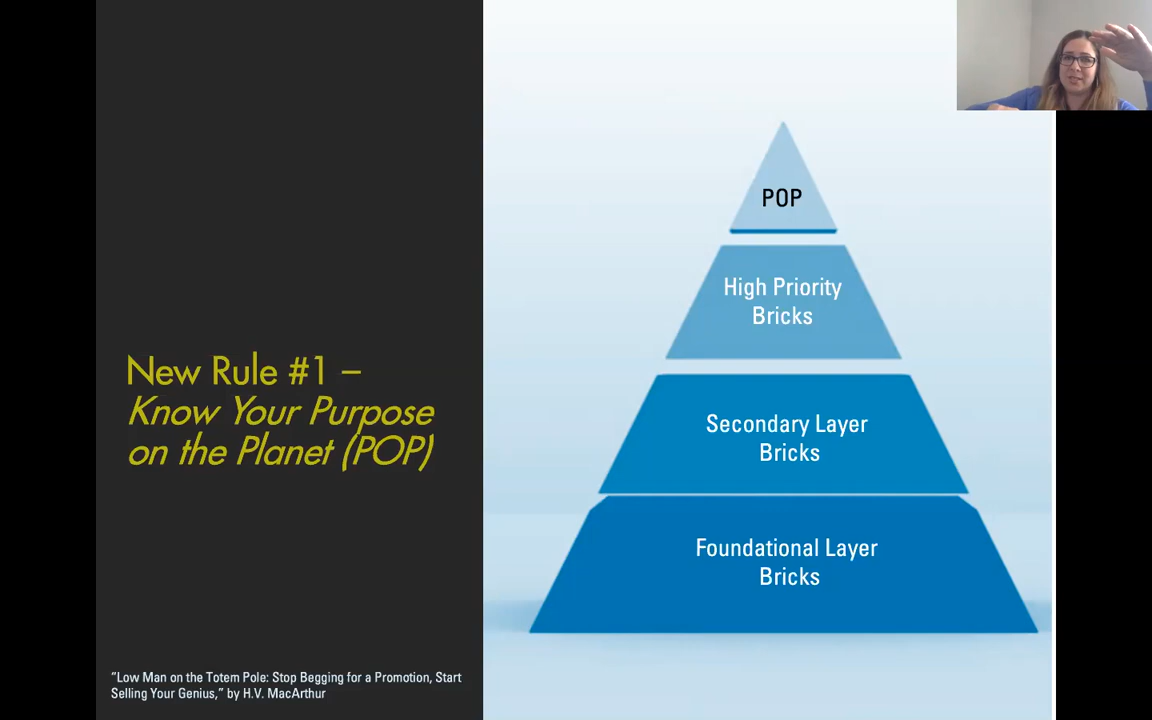 New Rule #1 –
Know Your Purpose
on the Planet (POP)
"Low Man on the Totem Pole: Stop Begging for a Promotion, Start
Selling Your Genius," by H.V. MacArthur
POP
High Priority
Bricks
Secondary Layer
Bricks
Foundational Layer
Bricks